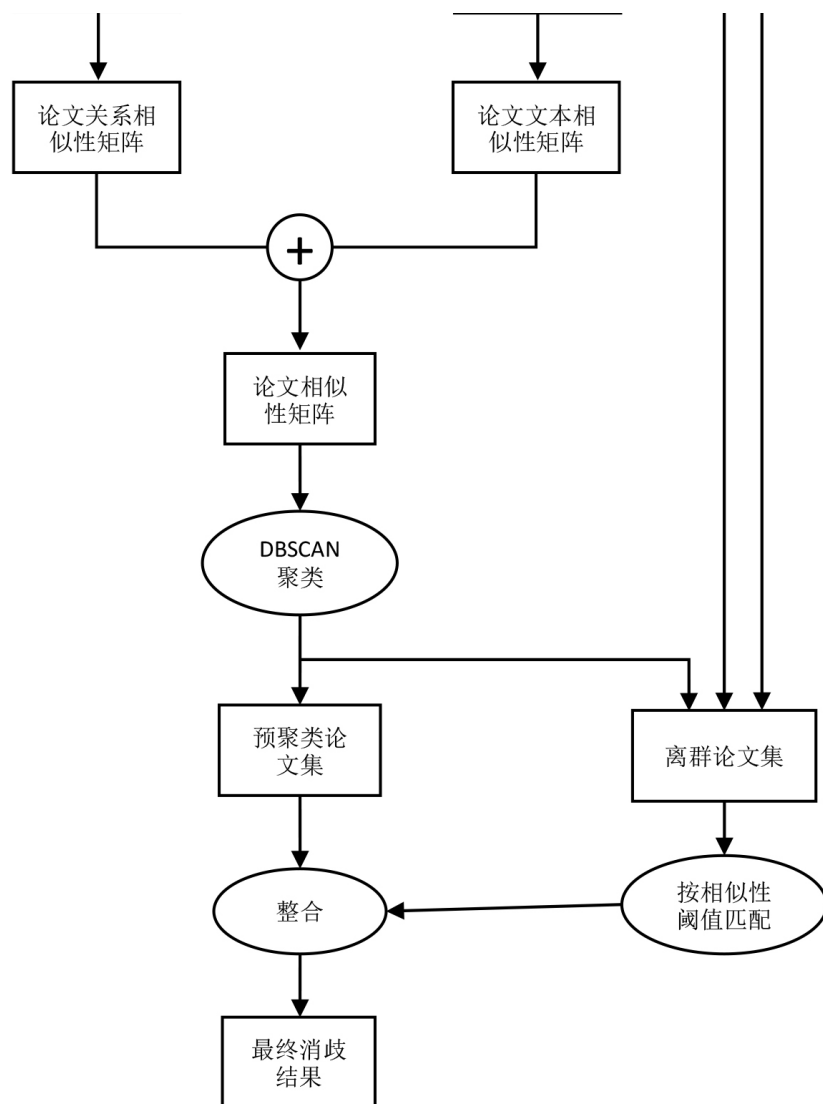 论文关系相
似性矩阵
论文文本相
似性矩阵
+
论文相似
性矩阵
DBSCAN
聚类
预聚类论
文集
离群论文集
整合
按相似性
阈值匹配
最终消歧
结果